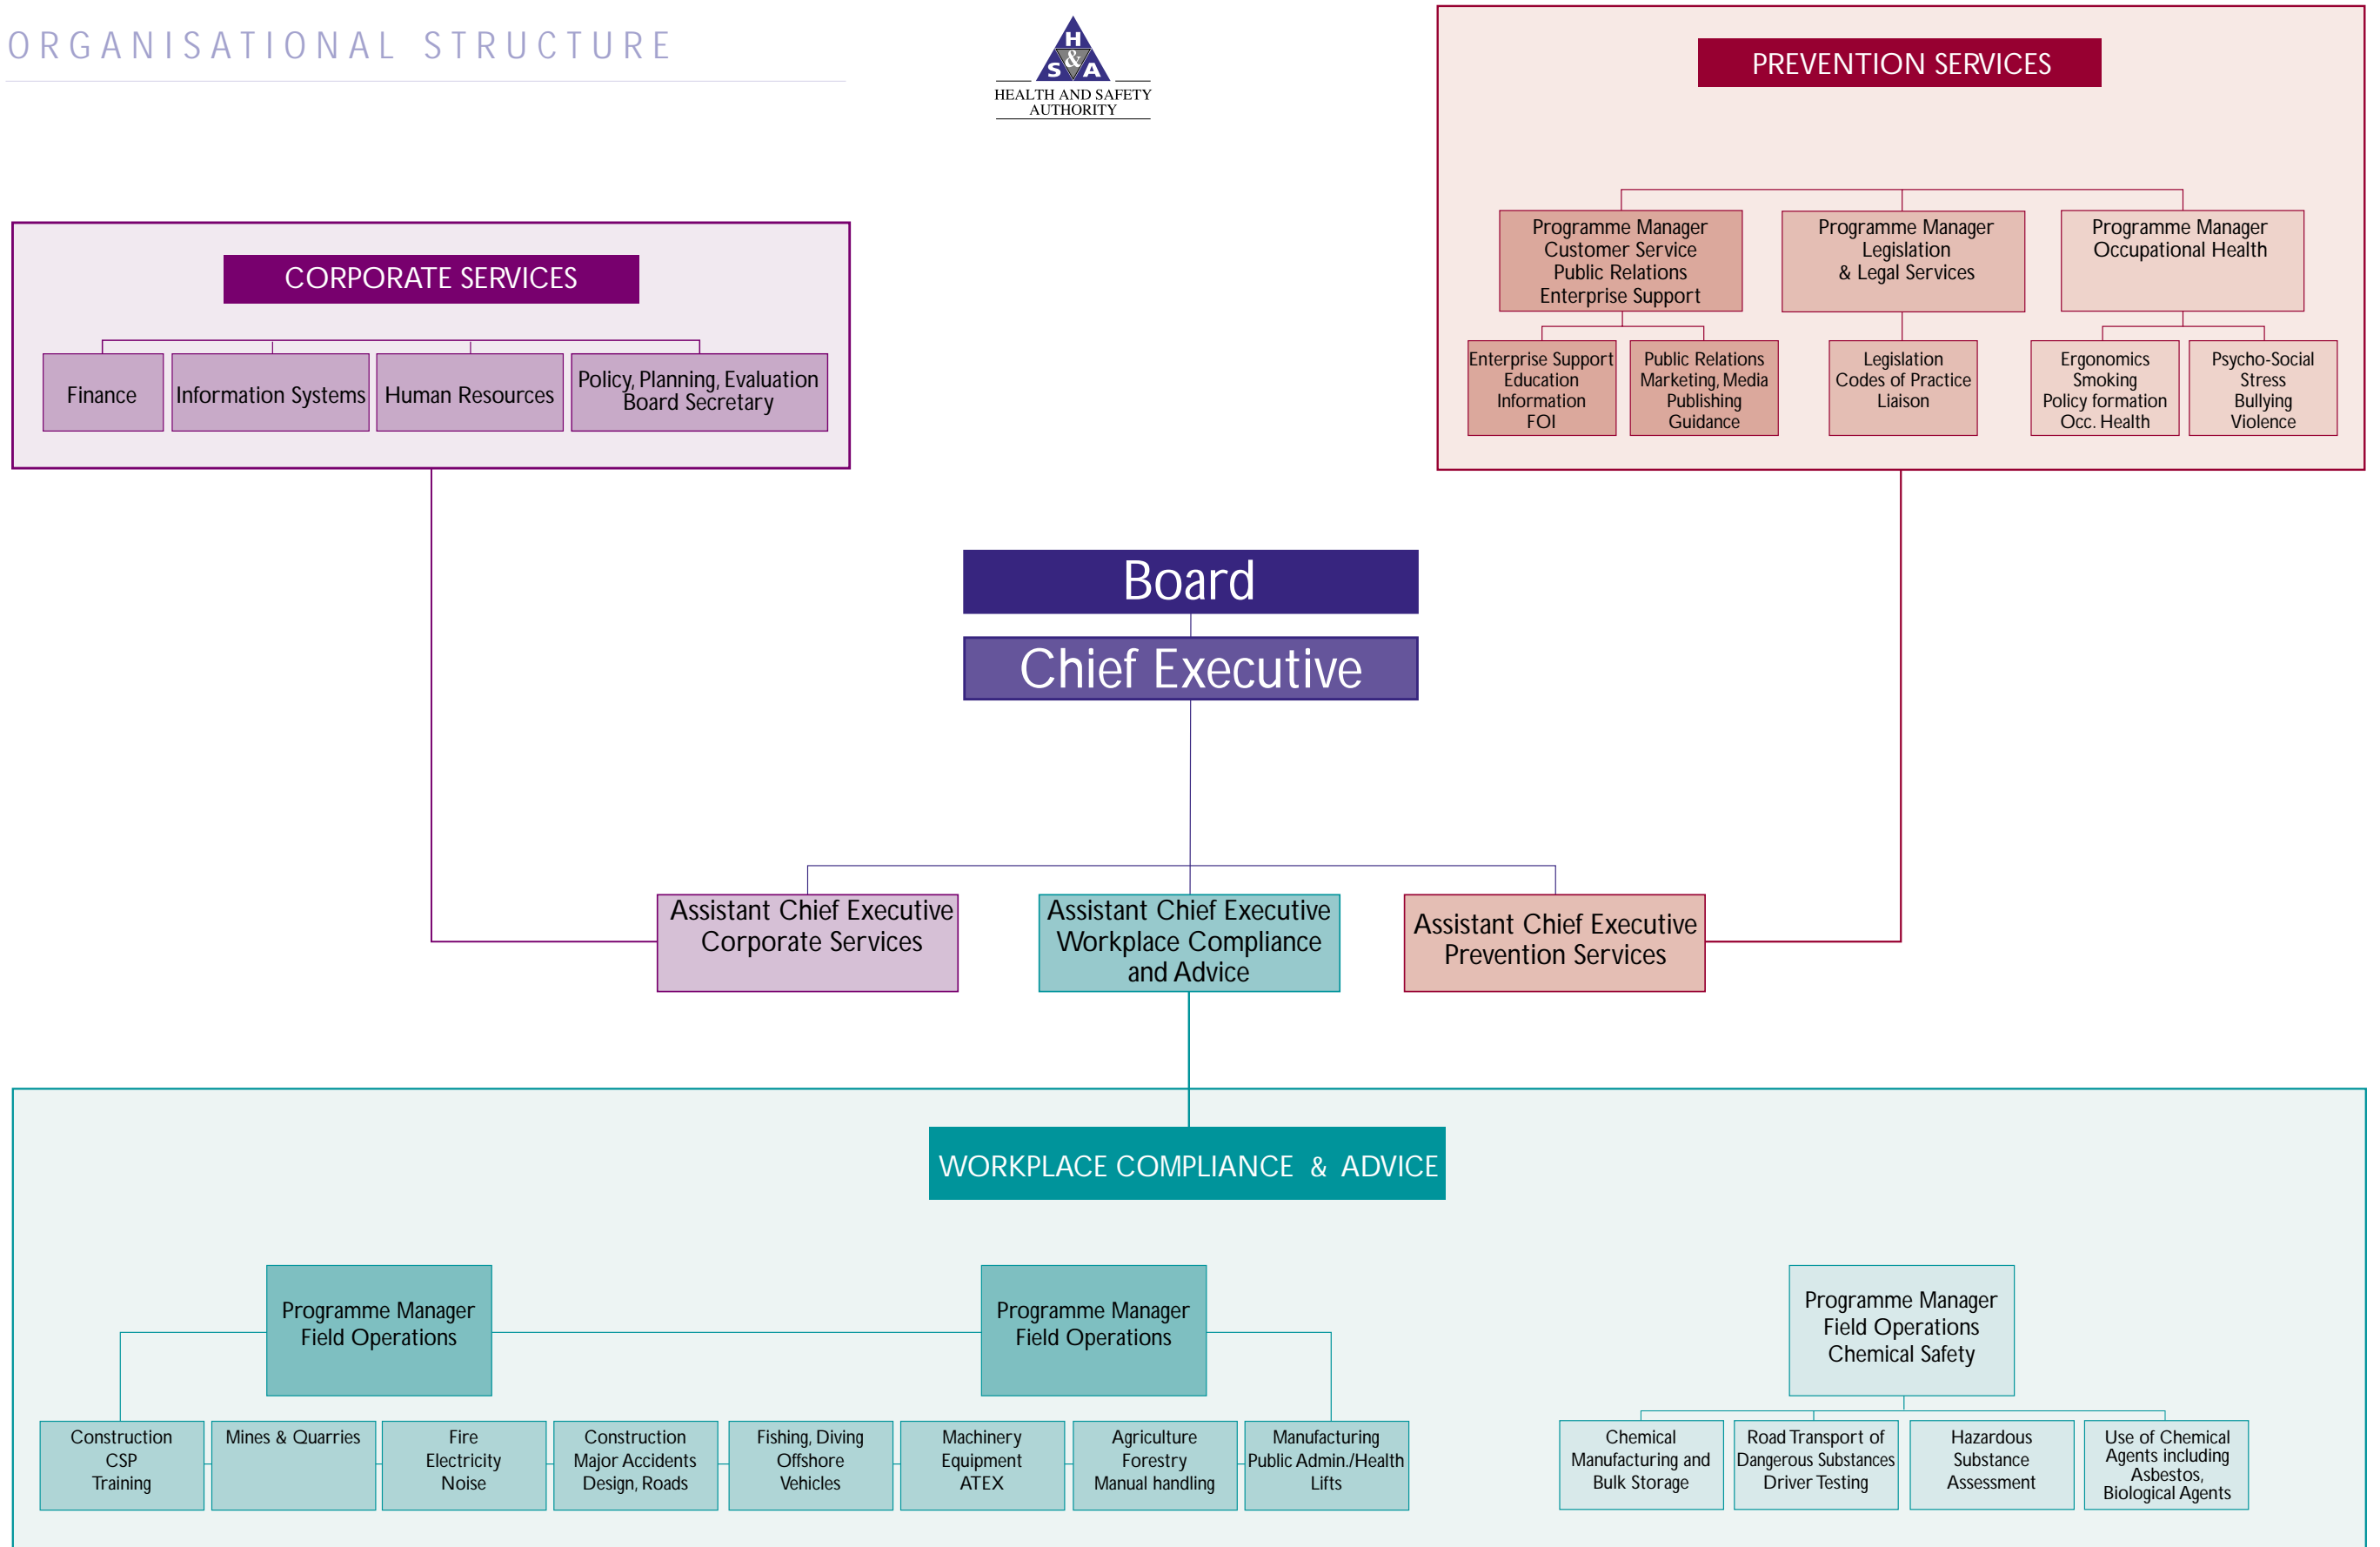 ORGANISATIONAL STRUCTURE
H
S & A
HEALTH AND SAFETY
AUTHORITY
PREVENTION SERVICES
Programme Manager
Customer Service
Public Relations
Enterprise Support
Programme Manager
Legislation
& Legal Services
Programme Manager
Occupational Health
Enterprise Support
Education
Information
FOI
Public Relations
Marketing, Media
Publishing
Guidance
Legislation
Codes of Practice
Liaison
Ergonomics
Smoking
Policy formation
Occ. Health
Psycho-Social
Stress
Bullying
Violence
CORPORATE SERVICES
Finance
Information Systems
Human Resources
Policy, Planning, Evaluation
Board Secretary
Board
Chief Executive
Assistant Chief Executive
Corporate Services
Assistant Chief Executive
Workplace Compliance
and Advice
Assistant Chief Executive
Prevention Services
WORKPLACE COMPLIANCE & ADVICE
Programme Manager
Field Operations
Programme Manager
Field Operations
Programme Manager
Field Operations
Chemical Safety
Construction
CSP
Training
Mines & Quarries
Fire
Electricity
Noise
Construction
Major Accidents
Design, Roads
Fishing, Diving
Offshore
Vehicles
Machinery
Equipment
ATEX
Agriculture
Forestry
Manual handling
Manufacturing
Public Admin./Health
Lifts
Chemical
Manufacturing and
Bulk Storage
Road Transport of
Dangerous Substances
Driver Testing
Hazardous
Substance
Assessment
Use of Chemical
Agents including
Asbestos,
Biological Agents